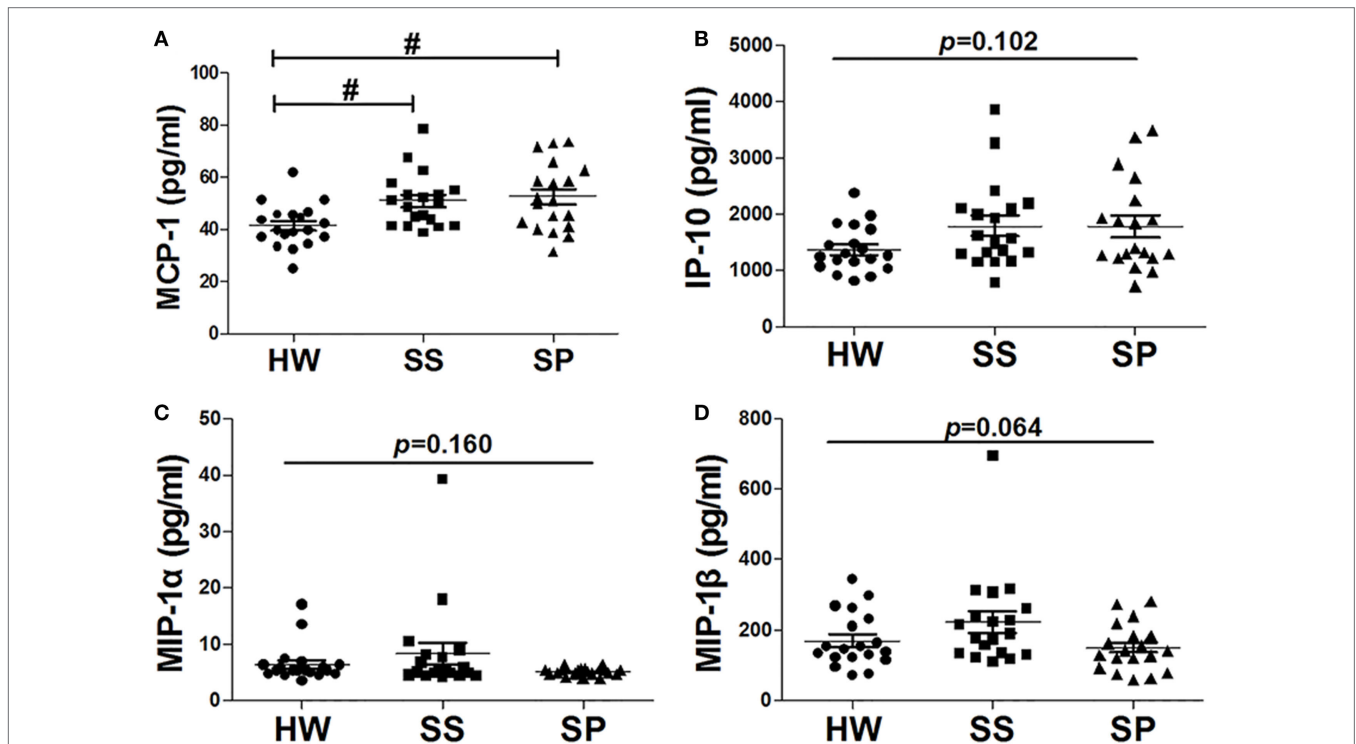 A
#
#
MCP-1 (pg/ml)
100
80
60
40
20
0
HW SS SP
B
p=0.102
IP-10 (pg/ml)
5000
4000
3000
2000
1000
0
HW SS SP
C
p=0.160
MIP-1α (pg/ml)
50
40
30
20
10
0
HW SS SP
D
p=0.064
MIP-1β (pg/ml)
800
600
400
200
0
HW SS SP